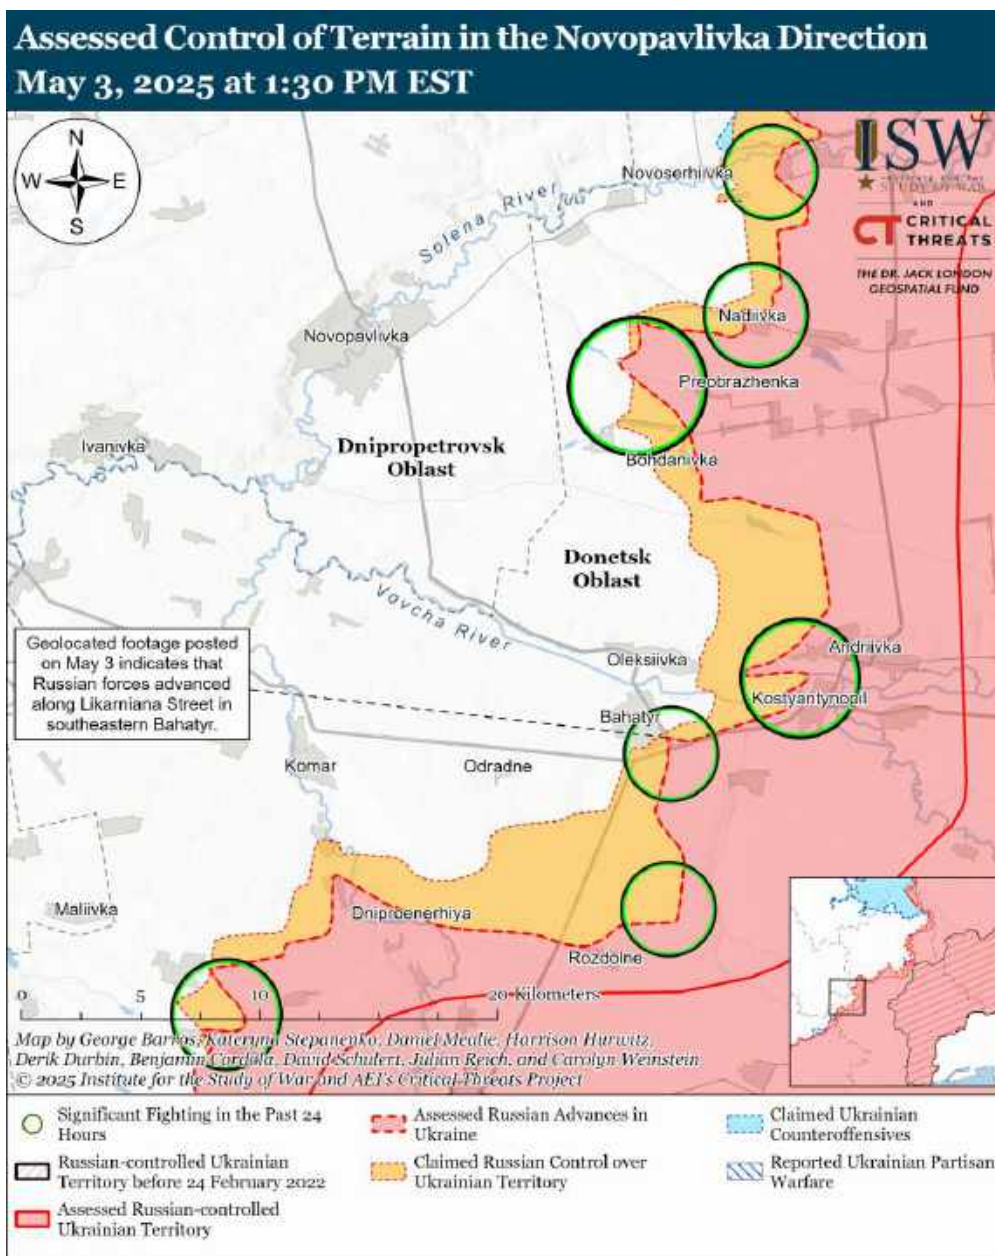 Assessed Control of Terrain in the Novopavlivka Direction
May 3, 2025 at 1:30 PM EST
N
W
E
S
ISW
AND
CT CRITICAL
THREATS
THE DR. JACK LONDON
GEOSPATIAL FUND
Novoserhiivka
Solena River
Nadiivka
Novopavlivka
Preobrazhenka
Ivanivka
Dnipropetrovsk
Oblast
Bohdanivka
Donetsk
Oblast
Vovcha River
Geolocated footage posted
on May 3 indicates that
Russian forces advanced
along Likarniana Street in
southeastern Bahatyr.
Oleksiivka
Andriivka
Kostyantynopil
Bahatyr
Komar
Odradne
Maliivka
Dniproenerhiya
Rozdolne
0 5 10 20 Kilometers
Map by George Barros, Kateryna Stepanenko, Daniel Mealie, Harrison Hurwitz,
Derik Durbin, Benjamin Cordola, David Schulert, Julian Reich, and Carolyn Weinstein
© 2025 Institute for the Study of War and AEI's Critical Threats Project
Significant Fighting in the Past 24
Hours
Russian-controlled Ukrainian
Territory before 24 February 2022
Assessed Russian-controlled
Ukrainian Territory
Assessed Russian Advances in
Ukraine
Claimed Russian Control over
Ukrainian Territory
Claimed Ukrainian
Counteroffensives
Reported Ukrainian Partisan
Warfare